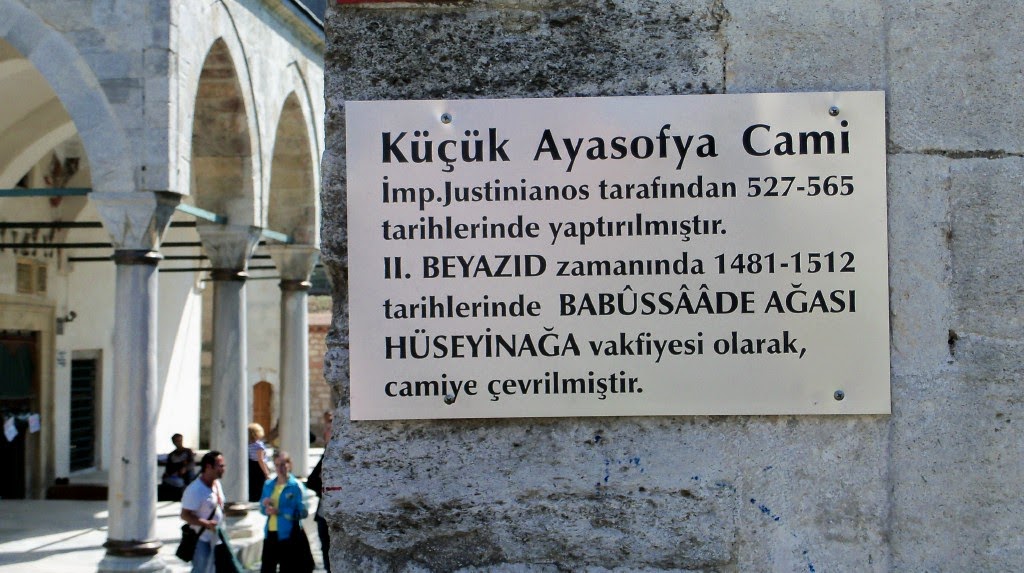 Küçük Ayasofya Cami
İmp.Justinianos tarafından 527-565
tarihlerinde yaptırılmıştır.
II. BEYAZID zamanında 1481-1512
tarihlerinde BABÛSSÂÂDE AĞASI
HÜSEYİNAĞA vakfiyesi olarak,
camiye çevrilmiştir.